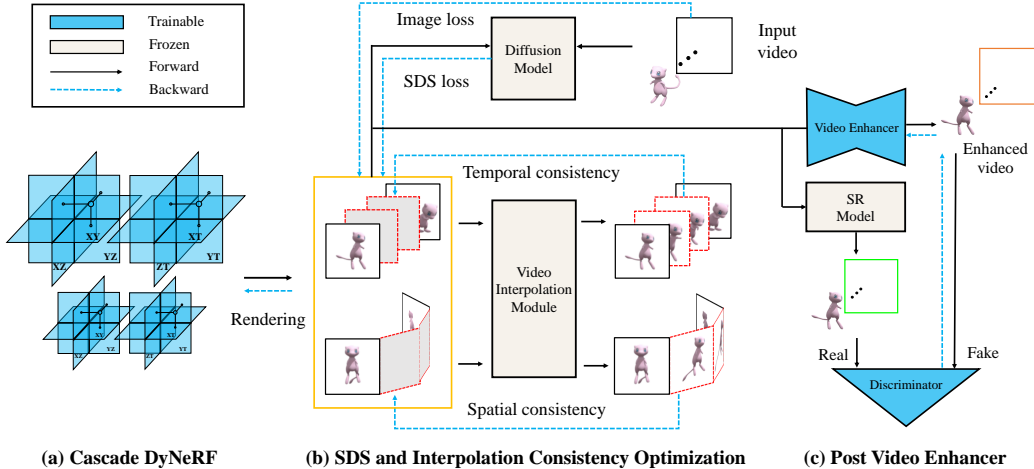 Trainable
Frozen
Forward
Backward
XY
XZ
YZ
XT
ZT
YT
XY
XZ
YZ
XT
ZT
YT
Rendering
Image loss
SDS loss
Diffusion
Model
Input
video
Temporal consistency
Video
Interpolation
Module
Spatial consistency
Video Enhancer
Enhanced
video
SR
Model
Real
Fake
Discriminator
(a) Cascade DyNeRF
(b) SDS and Interpolation Consistency Optimization
(c) Post Video Enhancer